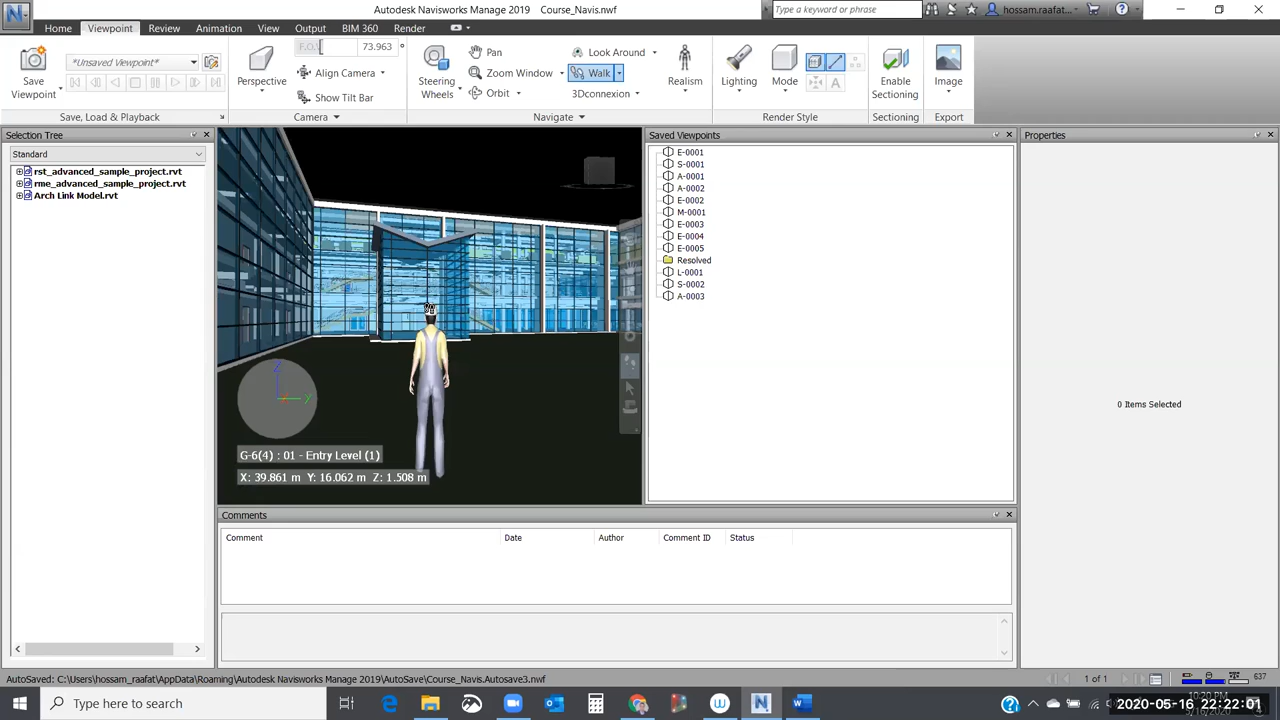 Autodesk Navisworks Manage 2019    Course_Navis.nwf
Type a keyword or phrase
hossam.raafat...
Home Viewpoint Review Animation View Output BIM 360 Render
Save Viewpoint
*Unsaved Viewpoint*
Save, Load & Playback
Perspective
F.O.V. 73.963 °
Align Camera
Show Tilt Bar
Camera
Steering Wheels
Pan
Zoom Window
Orbit
Look Around
Walk
3Dconnexion
Navigate
Realism
Lighting
Mode
A
Render Style
Enable Sectioning
Sectioning
Image
Export
Selection Tree
Standard
rst_advanced_sample_project.rvt
rme_advanced_sample_project.rvt
Arch Link Model.rvt
Z
Y
G-6(4) : 01 - Entry Level (1)
X: 39.861 m Y: 16.062 m Z: 1.508 m
Saved Viewpoints
E-0001
S-0001
A-0001
A-0002
E-0002
M-0001
E-0003
E-0004
E-0005
Resolved
L-0001
S-0002
A-0003
Properties
0 Items Selected
Comments
Comment Date Author Comment ID Status
AutoSaved: C:\Users\hossam_raafat\AppData\Roaming\Autodesk Navisworks Manage 2019\AutoSave\Course_Navis.Autosave3.nwf
1 of 1
637
Type here to search
10:20 PM
2020-05-16 22:22:01